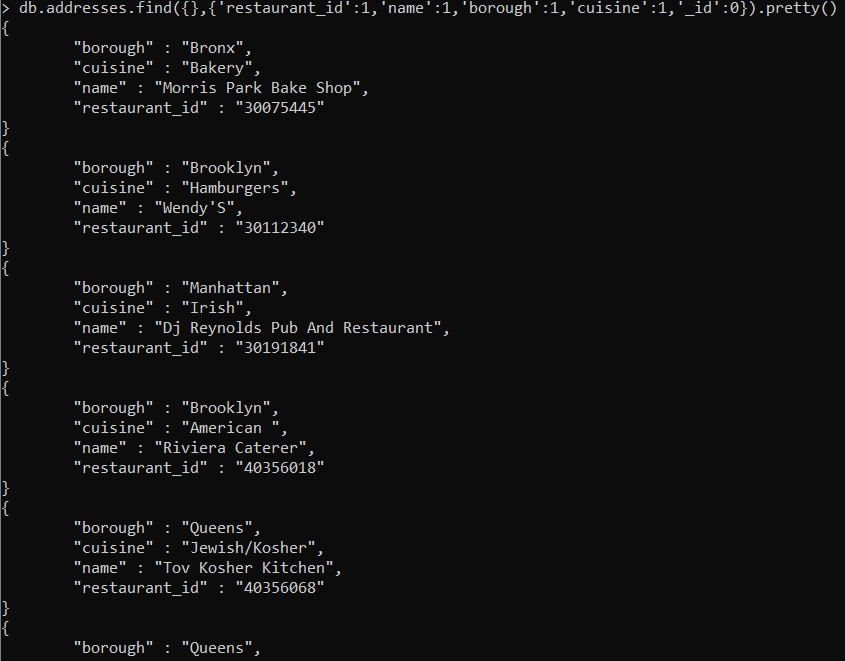 > db.addresses.find({},{'restaurant_id':1,'name':1,'borough':1,'cuisine':1,'_id':0}).pretty()
{
        "borough" : "Bronx",
        "cuisine" : "Bakery",
        "name" : "Morris Park Bake Shop",
        "restaurant_id" : "30075445"
}
{
        "borough" : "Brooklyn",
        "cuisine" : "Hamburgers",
        "name" : "Wendy'S",
        "restaurant_id" : "30112340"
}
{
        "borough" : "Manhattan",
        "cuisine" : "Irish",
        "name" : "Dj Reynolds Pub And Restaurant",
        "restaurant_id" : "30191841"
}
{
        "borough" : "Brooklyn",
        "cuisine" : "American ",
        "name" : "Riviera Caterer",
        "restaurant_id" : "40356018"
}
{
        "borough" : "Queens",
        "cuisine" : "Jewish/Kosher",
        "name" : "Tov Kosher Kitchen",
        "restaurant_id" : "40356068"
}
{
        "borough" : "Queens",